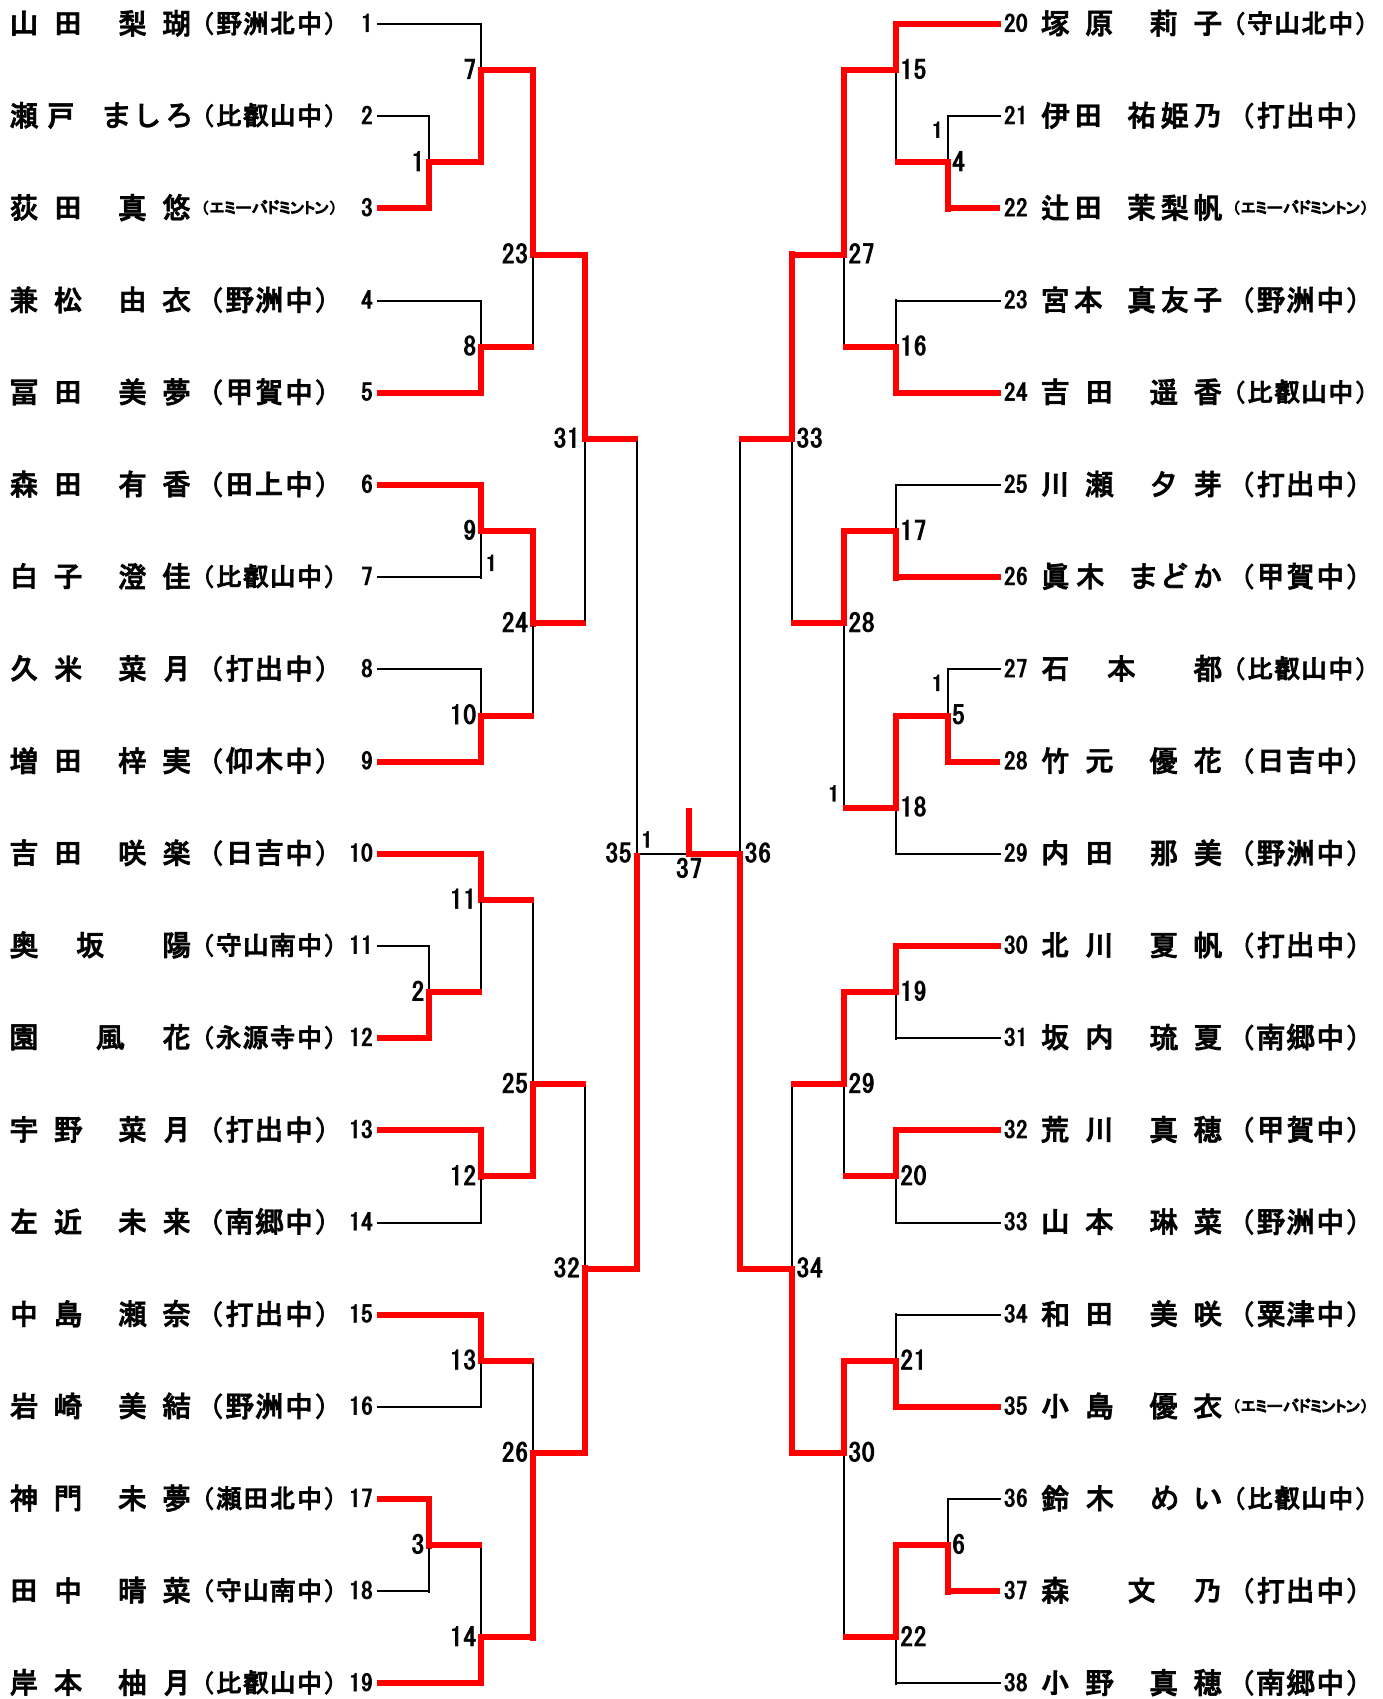 山田 梨瑚 (野洲北中) 1
7
瀬戸 ましろ (比叡山中) 2
1
荻田 真悠 (エミーバドミントン) 3
23
兼松 由衣 (野洲中) 4
8
冨田 美夢 (甲賀中) 5
31
森田 有香 (田上中) 6
9
1
白子 澄佳 (比叡山中) 7
24
久米 菜月 (打出中) 8
10
増田 梓実 (仰木中) 9
35 1
37
吉田 咲楽 (日吉中) 10
11
奥坂 陽 (守山南中) 11
2
園 風花 (永源寺中) 12
25
宇野 菜月 (打出中) 13
12
左近 未来 (南郷中) 14
32
中島 瀬奈 (打出中) 15
13
岩崎 美結 (野洲中) 16
26
神門 未夢 (瀬田北中) 17
3
田中 晴菜 (守山南中) 18
14
岸本 柚月 (比叡山中) 19
20 塚原 莉子 (守山北中)
15
21 伊田 祐姫乃 (打出中)
1
4
22 辻田 茉梨帆 (エミーバドミントン)
27
23 宮本 真友子 (野洲中)
16
24 吉田 遥香 (比叡山中)
33
25 川瀬 夕芽 (打出中)
17
26 眞木 まどか (甲賀中)
28
27 石本 都 (比叡山中)
1
5
28 竹元 優花 (日吉中)
1
18
29 内田 那美 (野洲中)
36
30 北川 夏帆 (打出中)
19
31 坂内 琉夏 (南郷中)
29
32 荒川 真穂 (甲賀中)
20
33 山本 琳菜 (野洲中)
34
34 和田 美咲 (粟津中)
21
35 小島 優衣 (エミーバドミントン)
30
36 鈴木 めい (比叡山中)
6
37 森 文乃 (打出中)
22
38 小野 真穂 (南郷中)